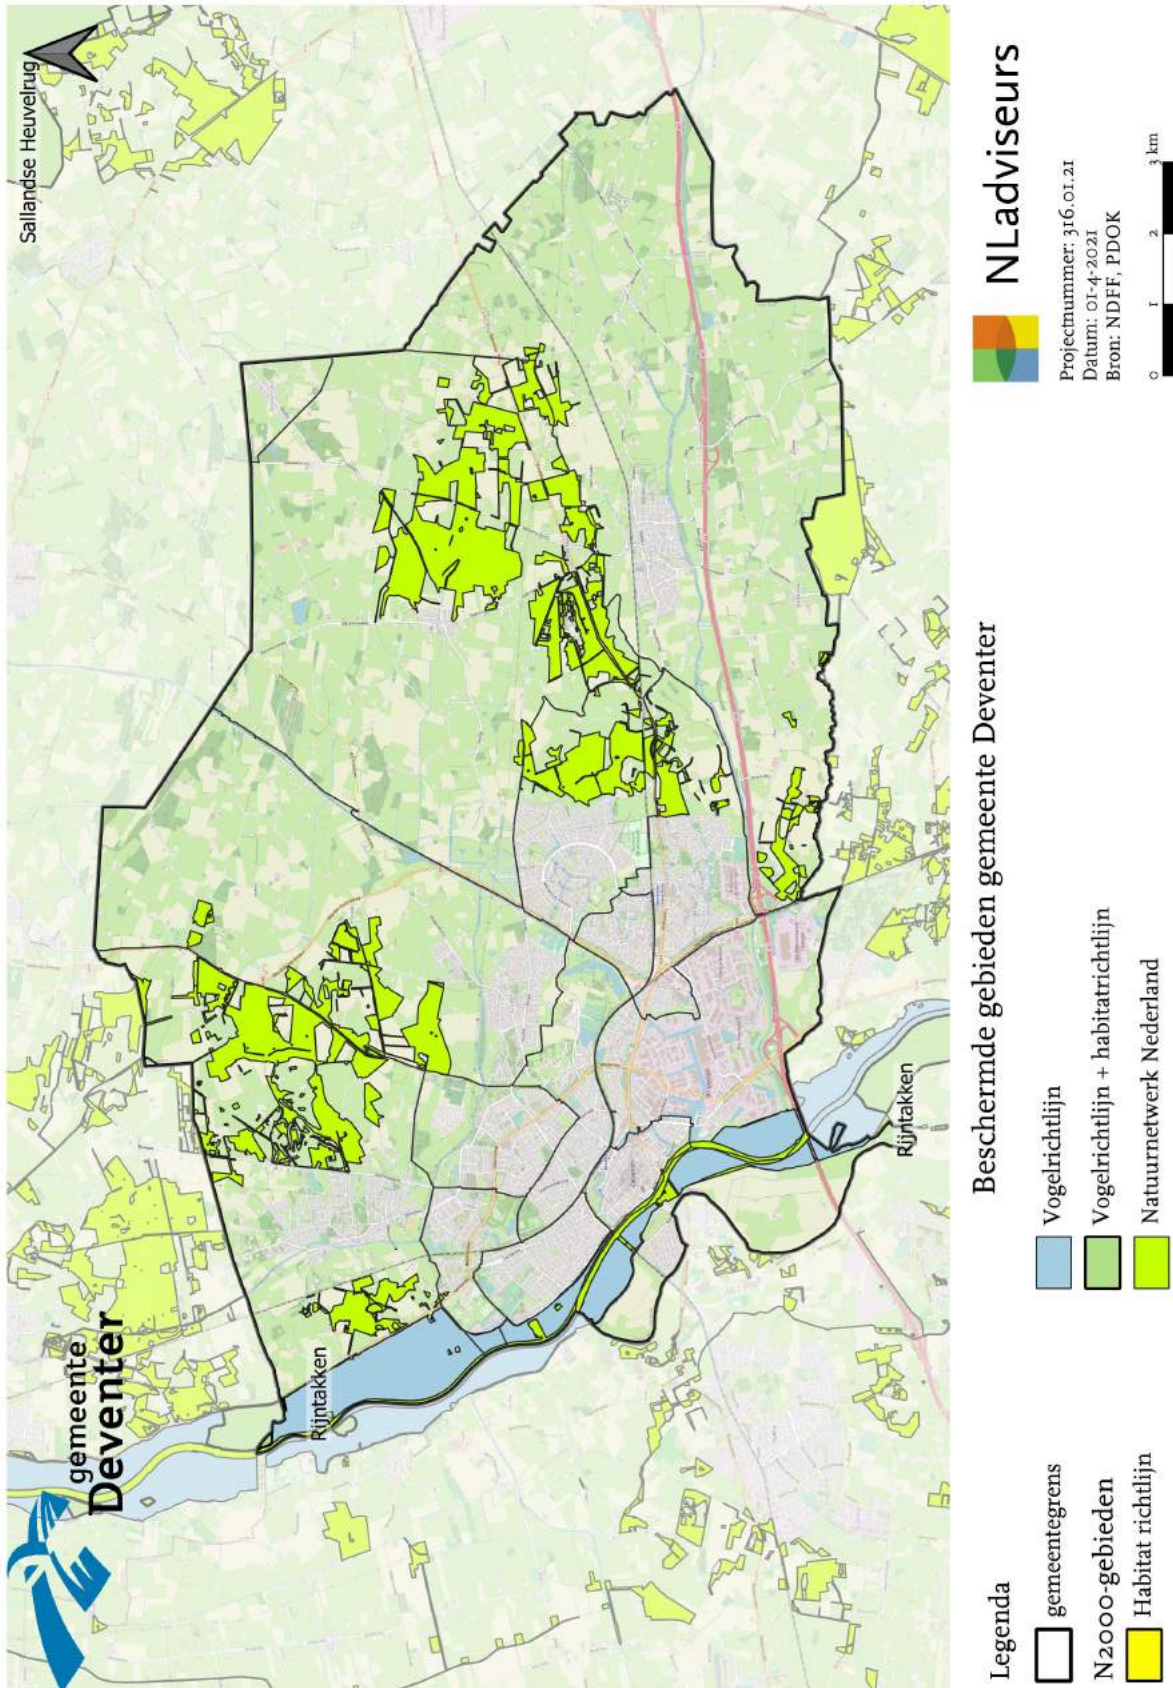 gemeente
Deventer
Sallandse Heuvelrug
Rijntakken
Rijntakken
Beschermde gebieden gemeente Deventer
Legenda
gemeentegrens
N2000-gebieden
Habitat richtlijn
Vogelrichtlijn
Vogelrichtlijn + habitatrichtlijn
Natuurnetwerk Nederland
NLadviseurs
Projectnummer: 316.01.21
Datum: 01-4-2021
Bron: NDFF, PDOK
0 1 2 3 km